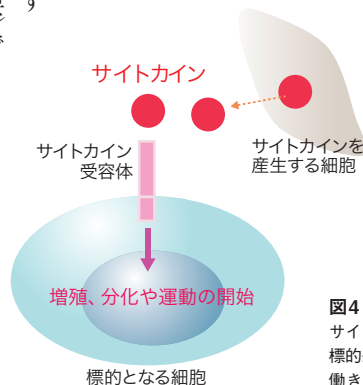 す
で
サイトカイン
サイトカインを
産生する細胞
サイトカイン
受容体
増殖、分化や運動の開始
標的となる細胞
図4
サイ
標的
働き